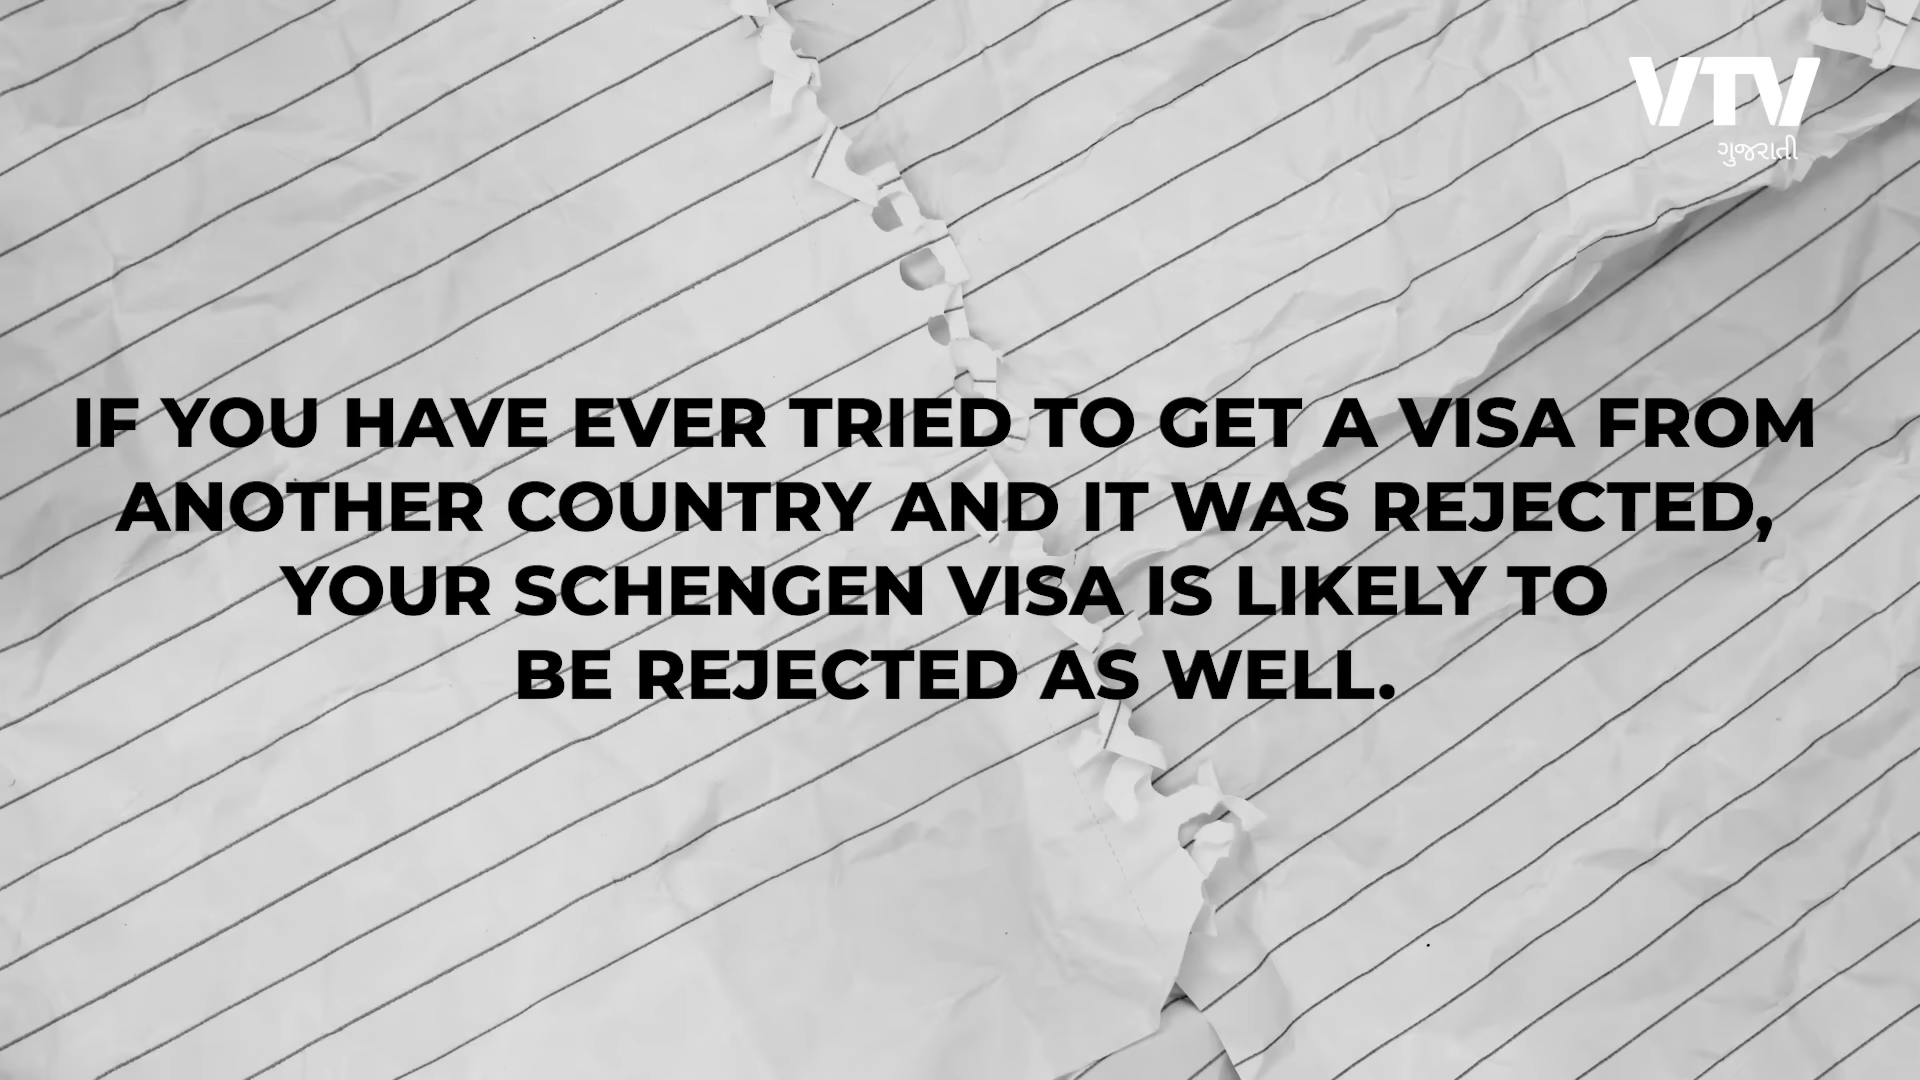 VTV
ગુજરાતી
IF YOU HAVE EVER TRIED TO GET A VISA FROM
ANOTHER COUNTRY AND IT WAS REJECTED,
YOUR SCHENGEN VISA IS LIKELY TO
BE REJECTED AS WELL.